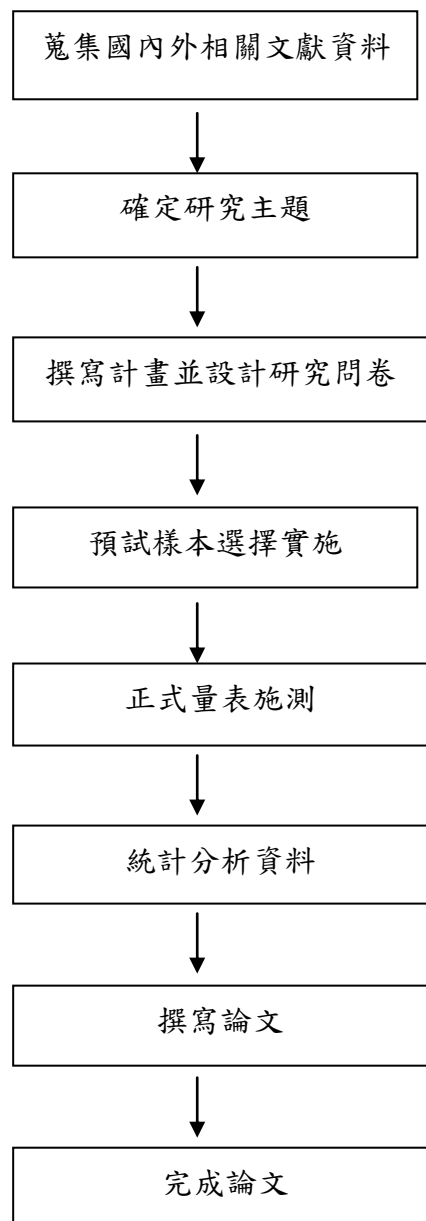 蒐集國內外相關文獻資料
確定研究主題
撰寫計畫並設計研究問卷
預試樣本選擇實施
正式量表施測
統計分析資料
撰寫論文
完成論文